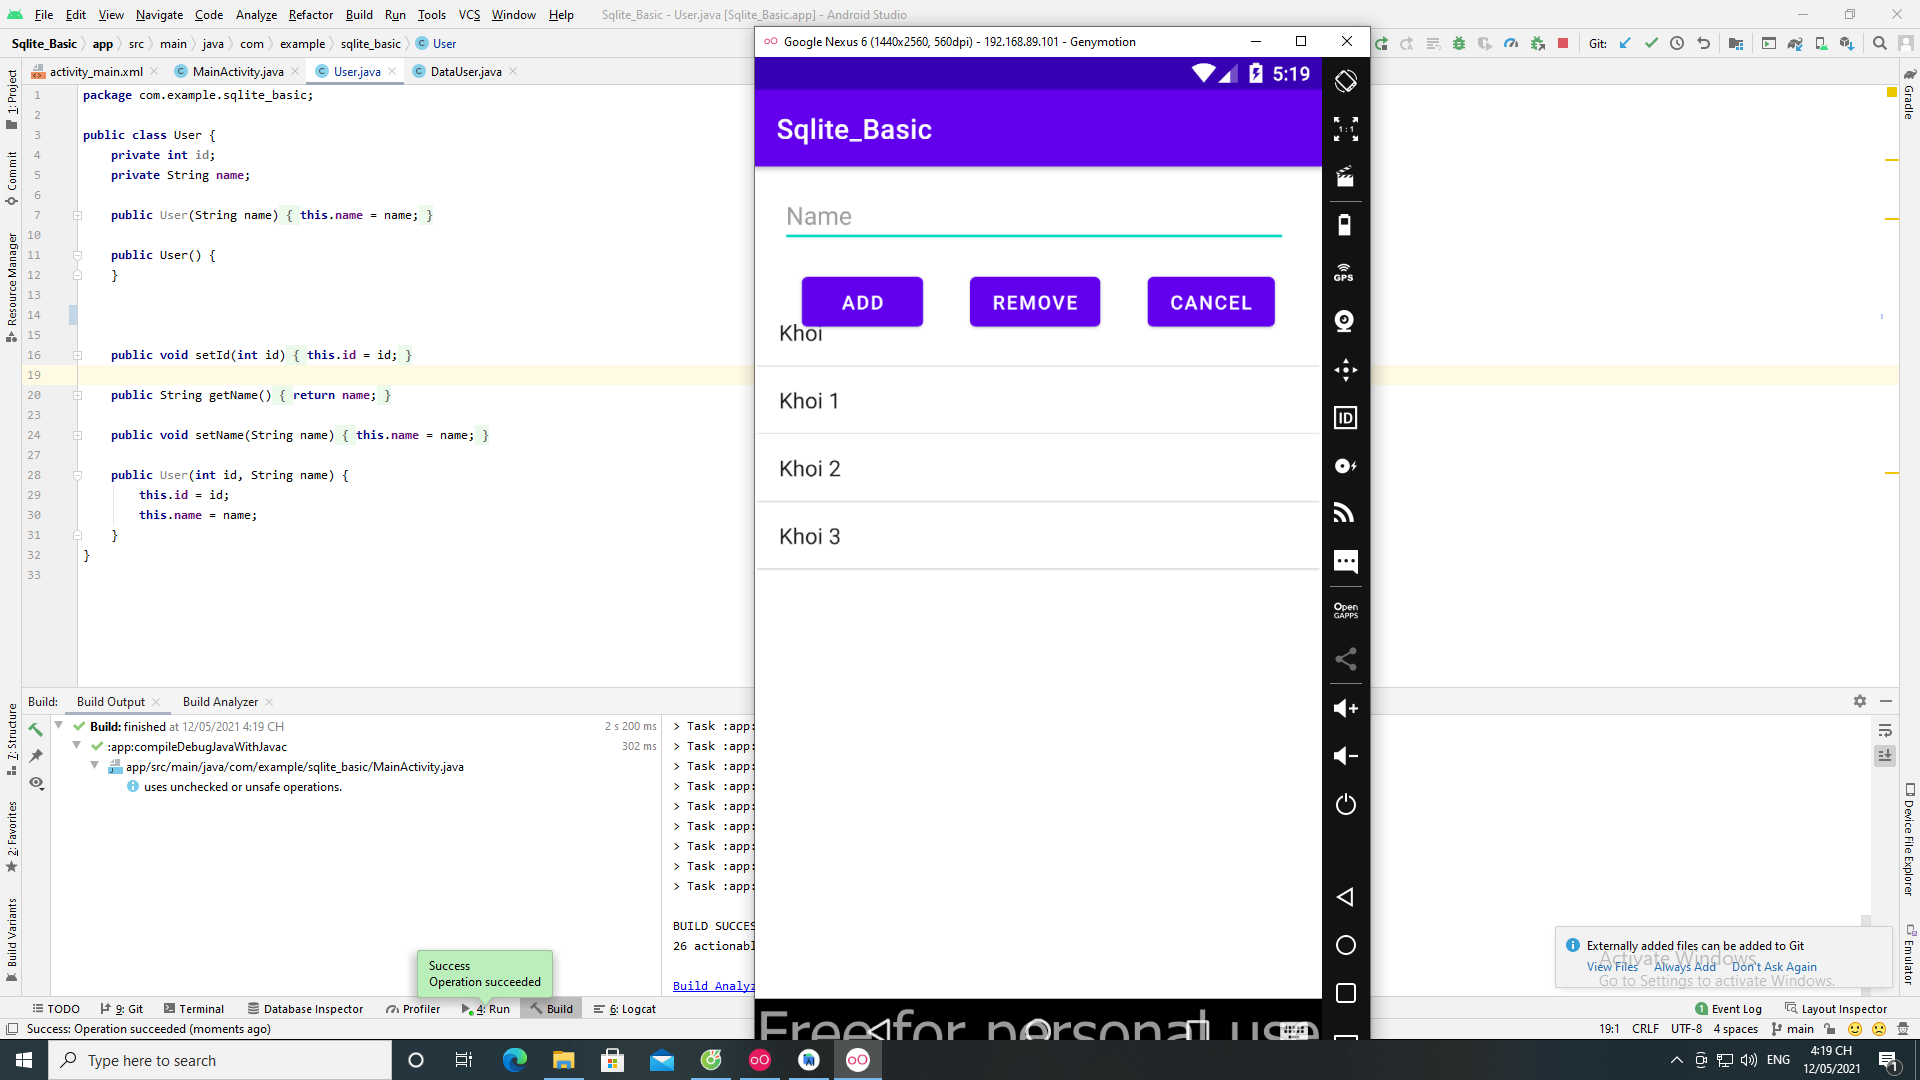 File Edit View Navigate Code Analyze Refactor Build Run Tools VCS Window Help Sqlite_Basic - User.java [Sqlite_Basic.app] - Android Studio
Sqlite_Basic app src main java com example sqlite_basic User
Git:
activity_main.xml MainActivity.java User.java DataUser.java
1 package com.example.sqlite_basic;
2
3 public class User {
4 private int id;
5 private String name;
6
7 public User(String name) { this.name = name; }
10
11 public User() {
12 }
13
14
15
16 public void setId(int id) { this.id = id; }
19
20 public String getName() { return name; }
23
24 public void setName(String name) { this.name = name; }
27
28 public User(int id, String name) {
29 this.id = id;
30 this.name = name;
31 }
32 }
33
1: Project
Commit
Resource Manager
7: Structure
2: Favorites
Build Variants
Google Nexus 6 (1440x2560, 560dpi) - 192.168.89.101 - Genymotion
5:19
Sqlite_Basic
Name
ADD REMOVE CANCEL
Khoi
Khoi 1
Khoi 2
Khoi 3
Free for personal use
1:1
GPS
ID
Open
GAPPS
Gradle
Device File Explorer
Emulator
Build: Build Output Build Analyzer
Build: finished at 12/05/2021 4:19 CH 2 s 200 ms
:app:compileDebugJavaWithJavac 302 ms
app/src/main/java/com/example/sqlite_basic/MainActivity.java
uses unchecked or unsafe operations.
> Task :app:
> Task :app:
> Task :app:
> Task :app:
> Task :app:
> Task :app:
> Task :app:
> Task :app:
> Task :app:
BUILD SUCCES
26 actionabl
Build Analyz
Success
Operation succeeded
Externally added files can be added to Git
View Files Always Add Don't Ask Again
Activate Windows
Go to Settings to activate Windows.
TODO 9: Git Terminal Database Inspector Profiler 4: Run Build 6: Logcat
1 Event Log Layout Inspector
Success: Operation succeeded (moments ago)
19:1 CRLF UTF-8 4 spaces main
Type here to search
ENG
4:19 CH
12/05/2021
1